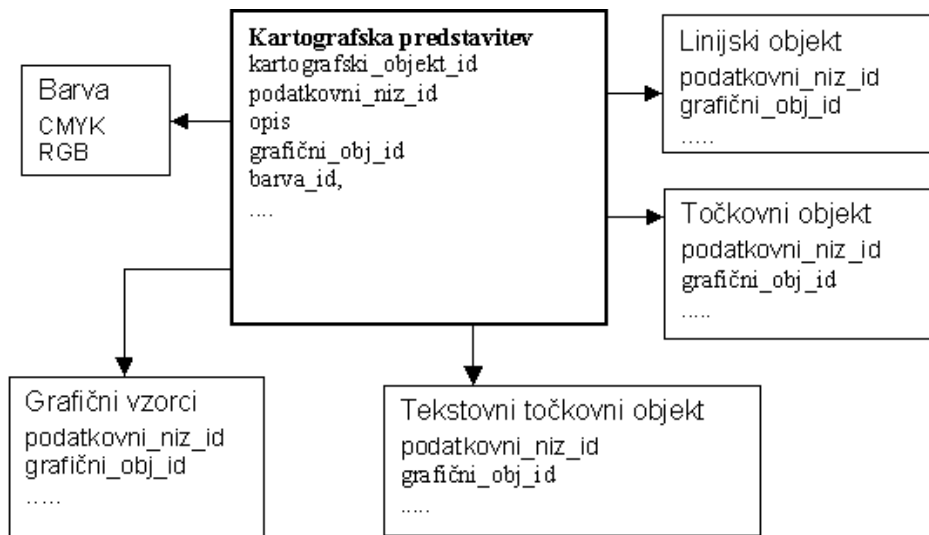 Kartografska predstavitev
kartografski_objekt_id
podatkovni_niz_id
opis
grafični_obj_id
barva_id,
....
Barva
CMYK
RGB
Linijski objekt
podatkovni_niz_id
grafični_obj_id
.....
Točkovni objekt
podatkovni_niz_id
grafični_obj_id
.....
Grafični vzorci
podatkovni_niz_id
grafični_obj_id
.....
Tekstovni točkovni objekt
podatkovni_niz_id
grafični_obj_id
.....